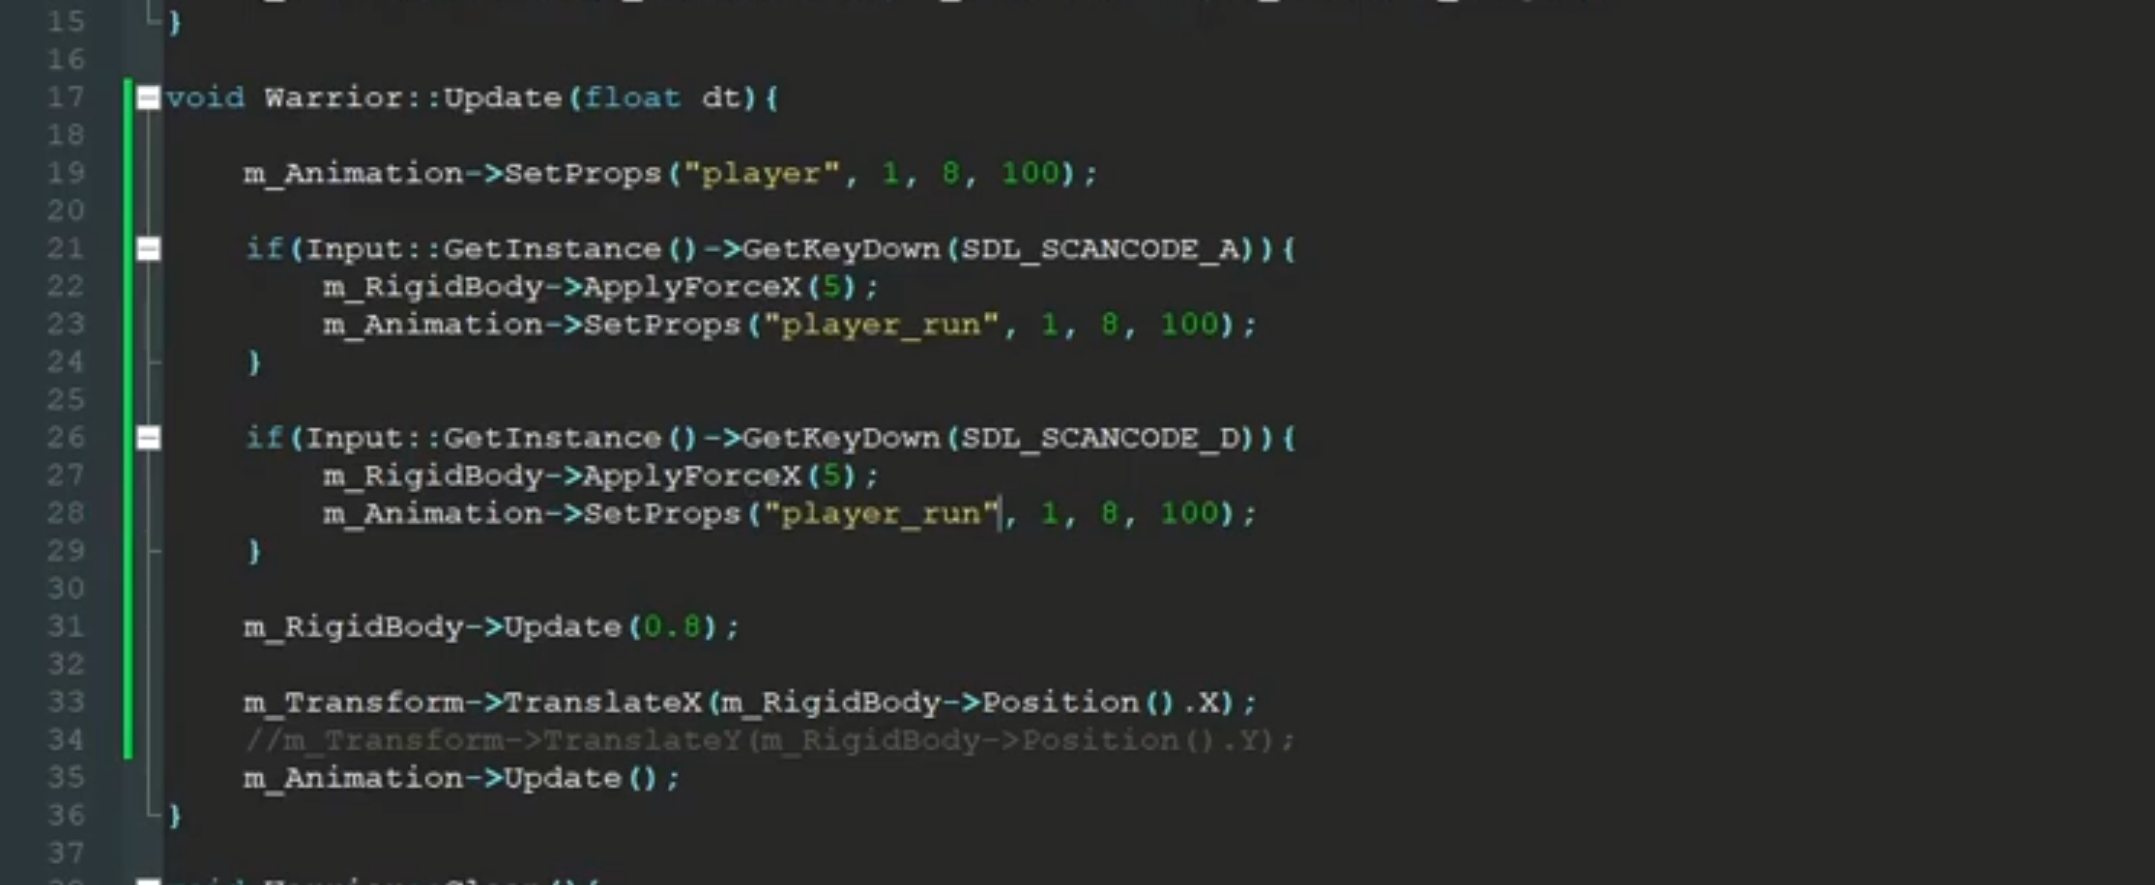 15 }
16
17 void Warrior::Update(float dt){
18
19 m_Animation->SetProps("player", 1, 8, 100);
20
21 if(Input::GetInstance()->GetKeyDown(SDL_SCANCODE_A)){
22 m_RigidBody->ApplyForceX(5);
23 m_Animation->SetProps("player_run", 1, 8, 100);
24 }
25
26 if(Input::GetInstance()->GetKeyDown(SDL_SCANCODE_D)){
27 m_RigidBody->ApplyForceX(5);
28 m_Animation->SetProps("player_run", 1, 8, 100);
29 }
30
31 m_RigidBody->Update(0.8);
32
33 m_Transform->TranslateX(m_RigidBody->Position().X);
34 //m_Transform->TranslateY(m_RigidBody->Position().Y);
35 m_Animation->Update();
36 }
37